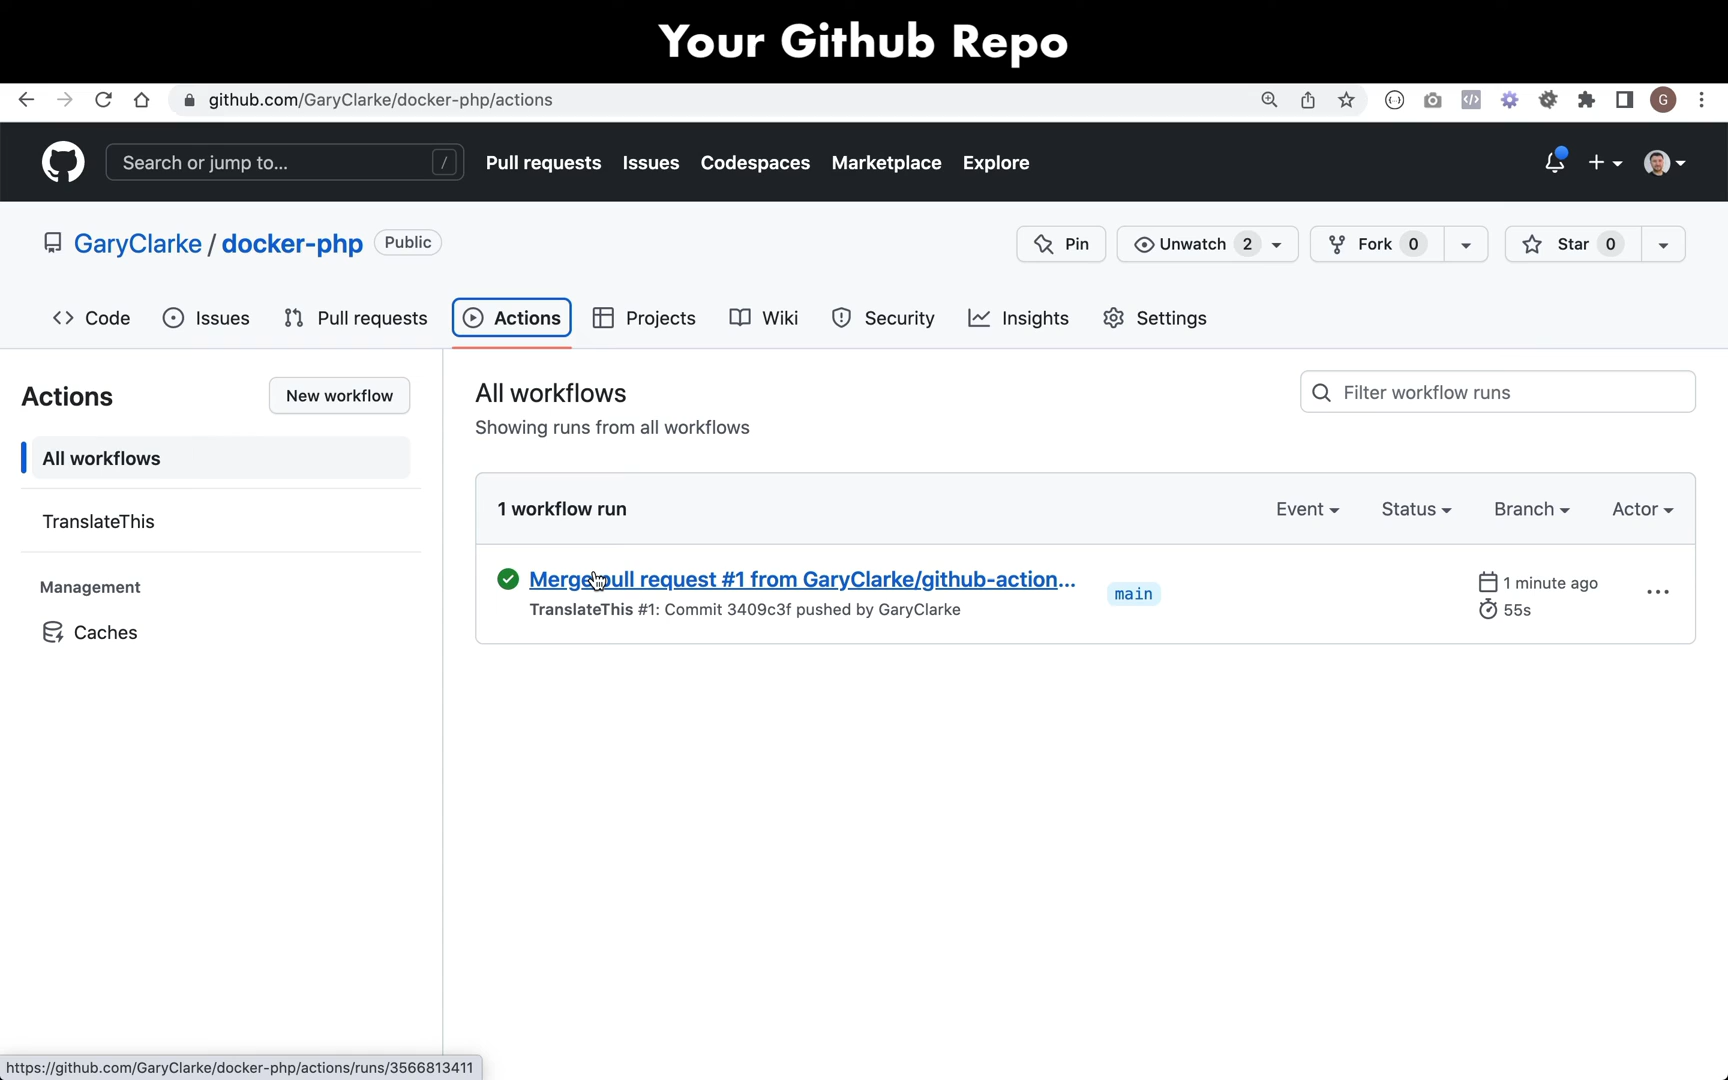 Your Github Repo
github.com/GaryClarke/docker-php/actions
G
Search or jump to... /
Pull requests Issues Codespaces Marketplace Explore
GaryClarke / docker-php Public
Pin Unwatch 2 Fork 0 Star 0
Code Issues Pull requests Actions Projects Wiki Security Insights Settings
Actions New workflow
All workflows
TranslateThis
Management
Caches
All workflows
Showing runs from all workflows
Filter workflow runs
1 workflow run
Event Status Branch Actor
Merge pull request #1 from GaryClarke/github-action...
TranslateThis #1: Commit 3409c3f pushed by GaryClarke
main
1 minute ago
55s
https://github.com/GaryClarke/docker-php/actions/runs/3566813411